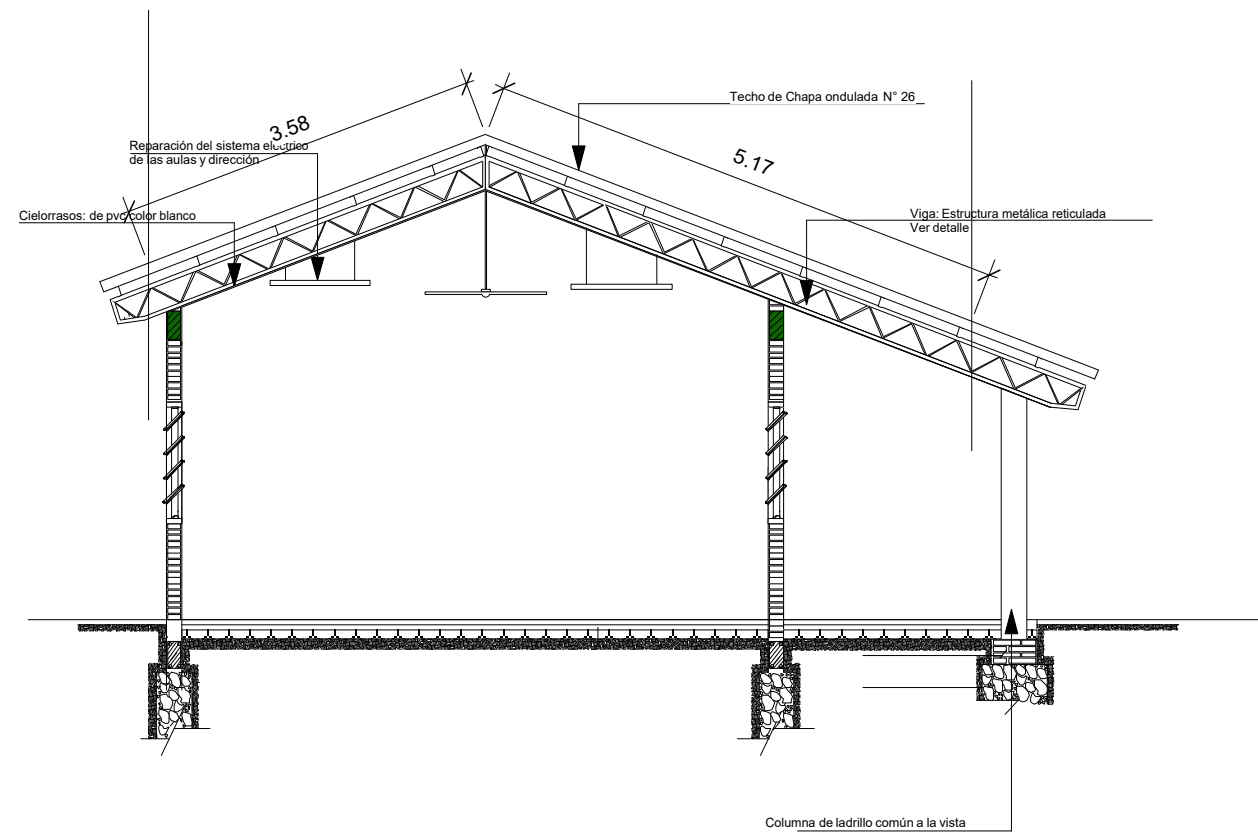 Techo de Chapa ondulada N° 26
3.58
Reparación del sistema eléctrico
de las aulas y dirección
5.17
Cielorrasos: de pvc color blanco
Viga: Estructura metálica reticulada
Ver detalle
Columna de ladrillo común a la vista